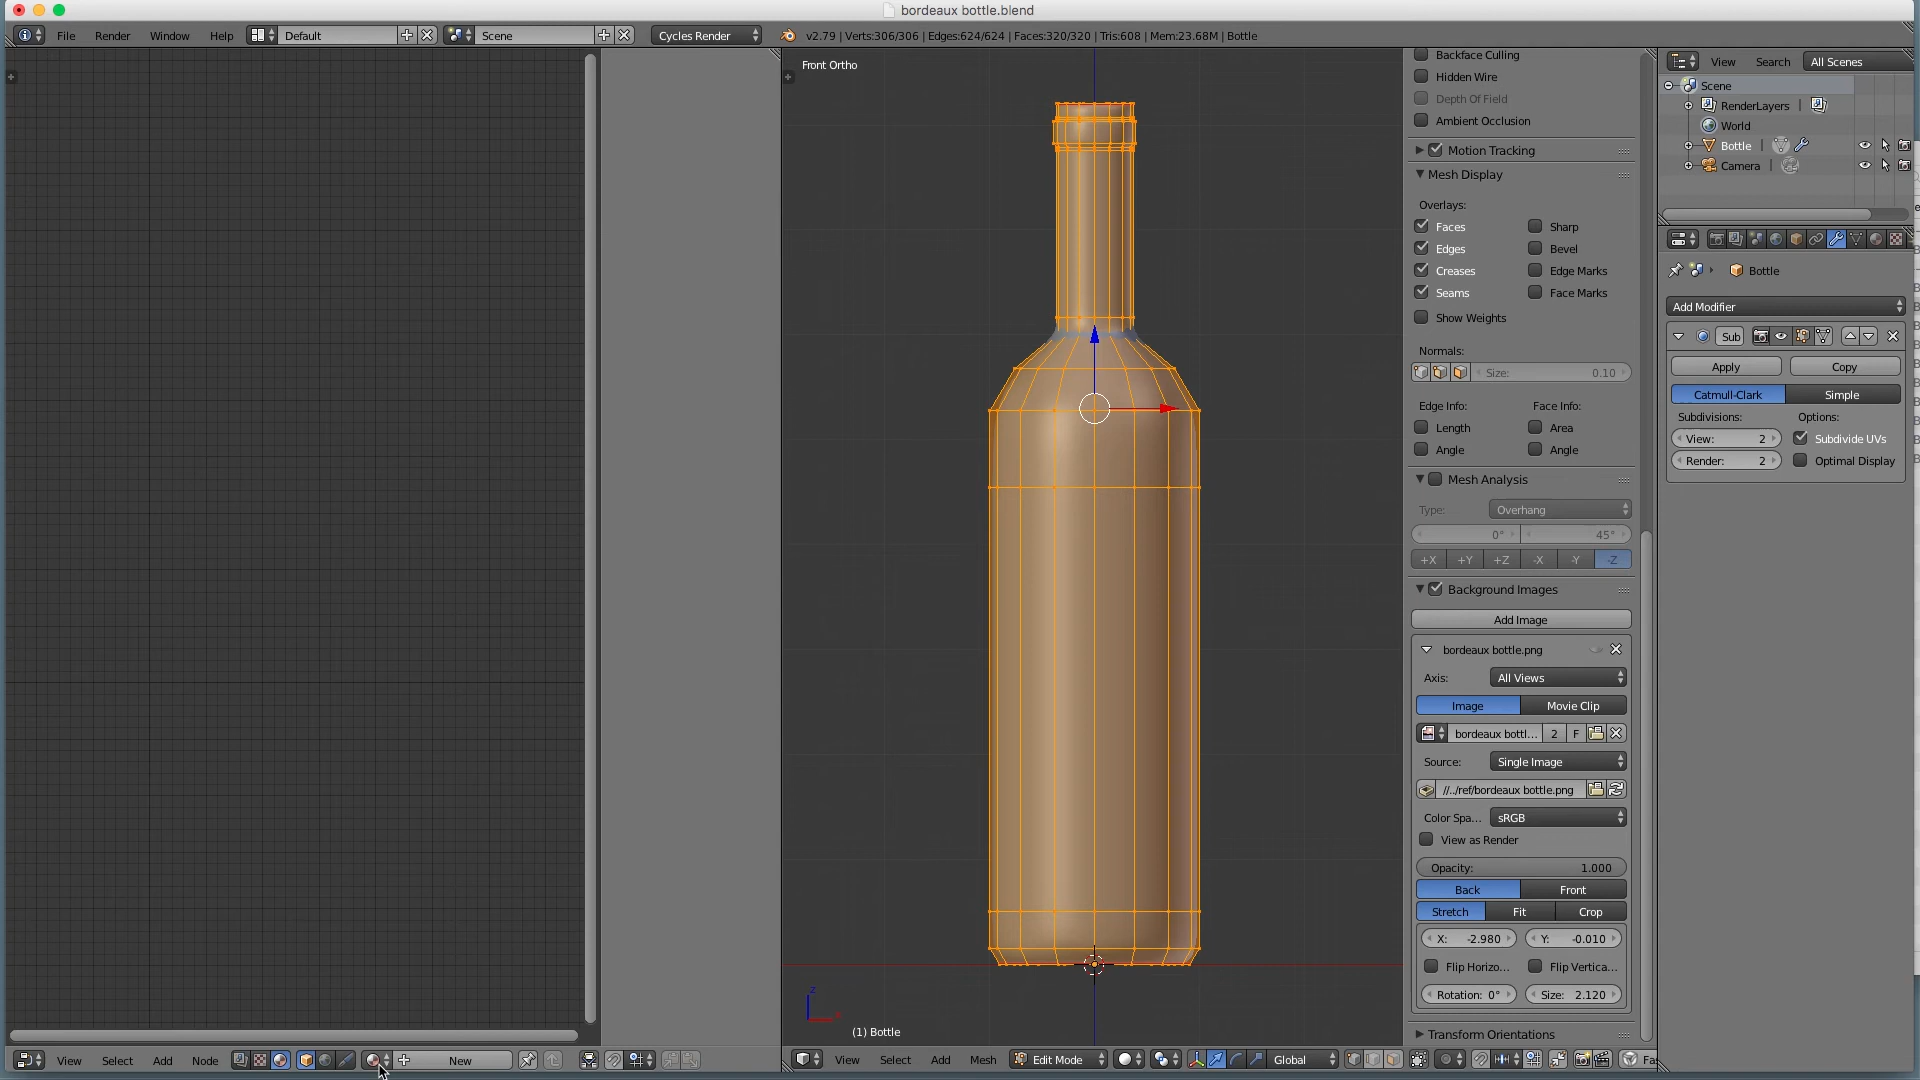 bordeaux bottle.blend
File Render Window Help Default Scene Cycles Render v2.79 | Verts:306/306 | Edges:624/624 | Faces:320/320 | Tris:608 | Mem:23.68M | Bottle
Front Ortho
Backface Culling
Hidden Wire
Depth Of Field
Ambient Occlusion
Motion Tracking
Mesh Display
Overlays:
Faces Sharp
Edges Bevel
Creases Edge Marks
Seams Face Marks
Show Weights
Normals:
Size: 0.10
Edge Info: Face Info:
Length Area
Angle Angle
Mesh Analysis
Type: Overhang
0° 45°
+X +Y +Z -X -Y -Z
Background Images
Add Image
bordeaux bottle.png
Axis: All Views
Image Movie Clip
bordeaux bottl... 2 F
Source: Single Image
//../ref/bordeaux bottle.png
Color Spa... sRGB
View as Render
Opacity: 1.000
Back Front
Stretch Fit Crop
X: -2.980 Y: -0.010
Flip Horizo... Flip Vertica...
Rotation: 0° Size: 2.120
Transform Orientations
View Search All Scenes
Scene
RenderLayers |
World
Bottle |
Camera |
Bottle
Add Modifier
Sub
Apply Copy
Catmull-Clark Simple
Subdivisions: Options:
View: 2 Subdivide UVs
Render: 2 Optimal Display
z
(1) Bottle
View Select Add Node New
View Select Add Mesh Edit Mode Global